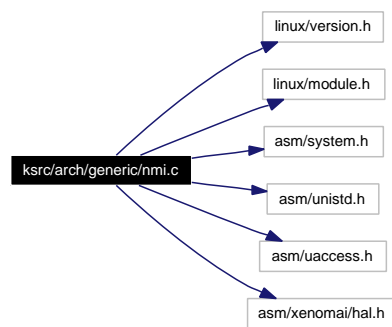 linux/version.h
linux/module.h
asm/system.h
ksrc/arch/generic/nmi.c
asm/unistd.h
asm/uaccess.h
asm/xenomai/hal.h